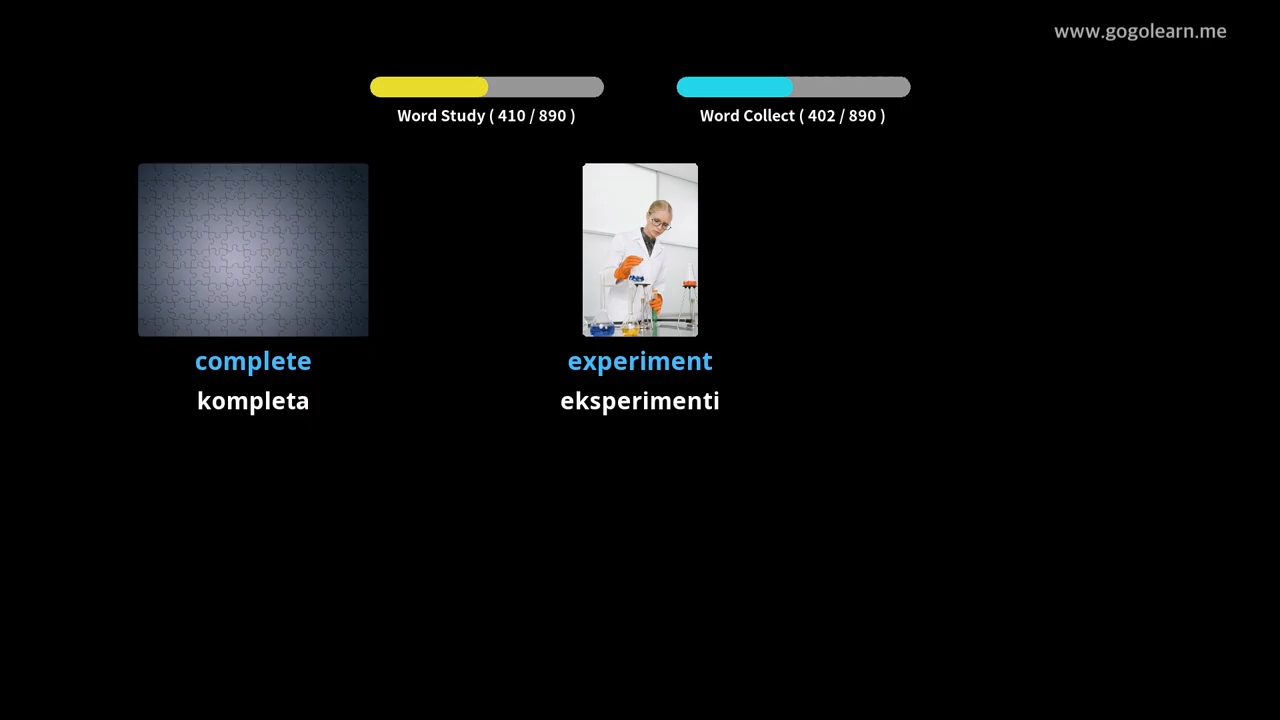 www.gogolearn.me
Word Study ( 410 / 890 )
Word Collect ( 402 / 890 )
complete
kompleta
experiment
eksperimenti